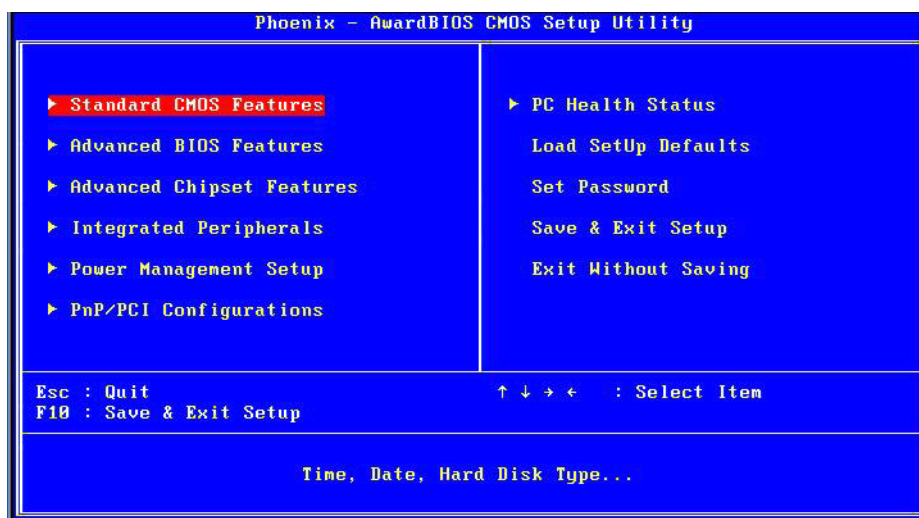 Phoenix - AwardBIOS CMOS Setup Utility
▶ Standard CMOS Features
▶ Advanced BIOS Features
▶ Advanced Chipset Features
▶ Integrated Peripherals
▶ Power Management Setup
▶ PnP/PCI Configurations
▶ PC Health Status
Load SetUp Defaults
Set Password
Save & Exit Setup
Exit Without Saving
Esc : Quit
F10 : Save & Exit Setup
↑ ↓ → ← : Select Item
Time, Date, Hard Disk Type...